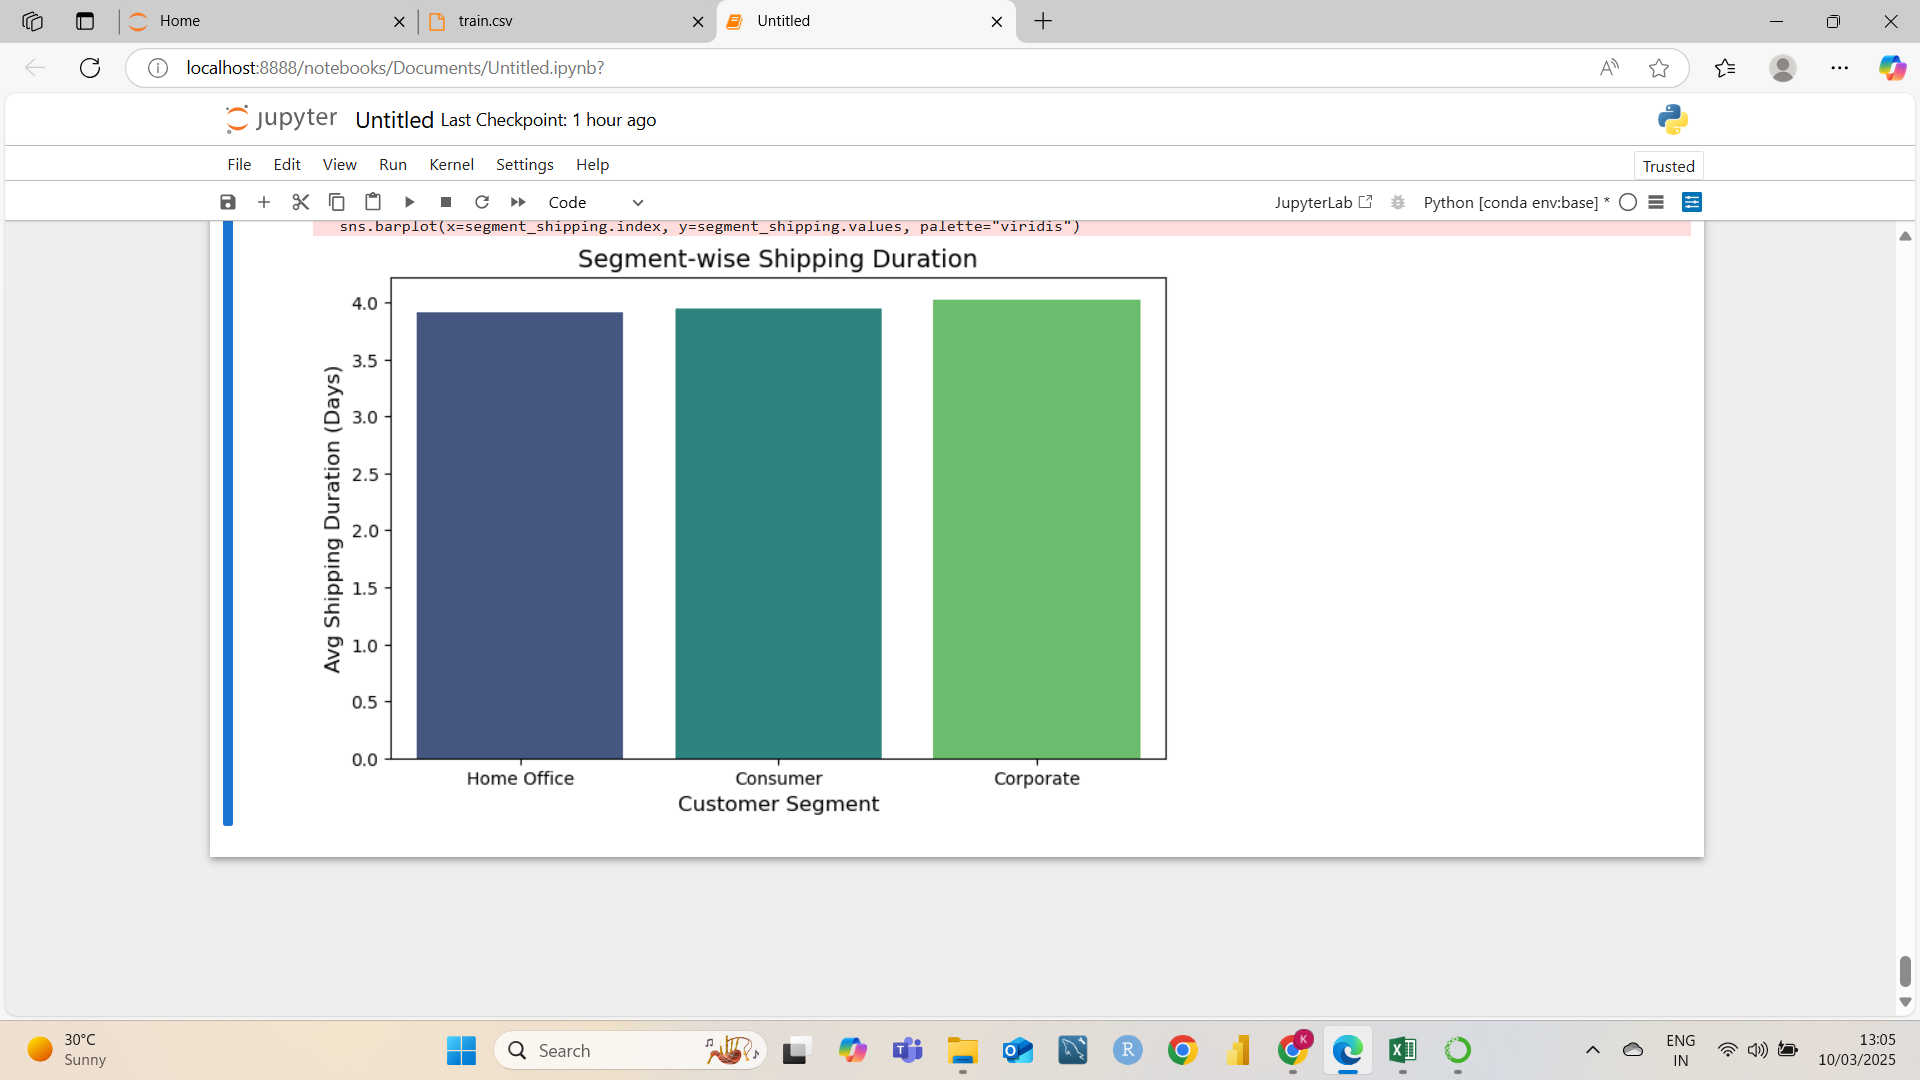 Home
train.csv
Untitled
localhost:8888/notebooks/Documents/Untitled.ipynb?
jupyter Untitled Last Checkpoint: 1 hour ago
File Edit View Run Kernel Settings Help
Trusted
Code
JupyterLab
Python [conda env:base] *
sns.barplot(x=segment_shipping.index, y=segment_shipping.values, palette="viridis")
Segment-wise Shipping Duration
Avg Shipping Duration (Days)
4.0
3.5
3.0
2.5
2.0
1.5
1.0
0.5
0.0
Home Office Consumer Corporate
Customer Segment
30°C
Sunny
Search
K
R
ENG
IN
13:05
10/03/2025